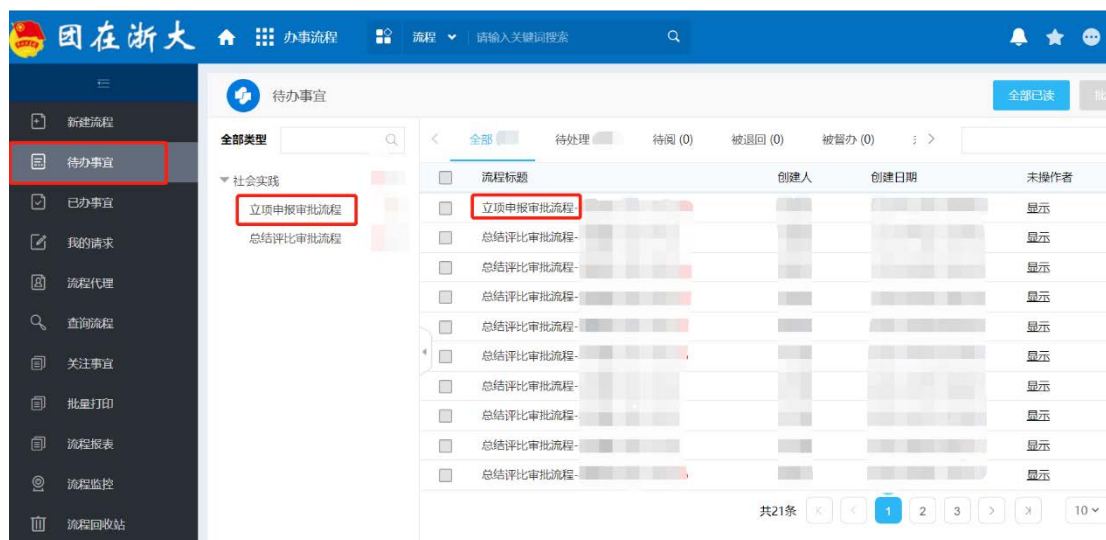 团在浙大
办事流程
流程
请输入关键词搜索
新建流程
待办事宜
已办事宜
我的请求
流程代理
查询流程
关注事宜
批量打印
流程报表
流程监控
流程回收站
待办事宜
全部已读
批
全部类型
社会实践
立项申报审批流程
总结评比审批流程
全部
待处理
待阅 (0)
被退回 (0)
被督办 (0)
流程标题 创建人 创建日期 未操作者
立项申报审批流程- 显示
总结评比审批流程- 显示
总结评比审批流程- 显示
总结评比审批流程- 显示
总结评比审批流程- 显示
总结评比审批流程- 显示
总结评比审批流程- 显示
总结评比审批流程- 显示
总结评比审批流程- 显示
总结评比审批流程- 显示
共21条 1 2 3 10